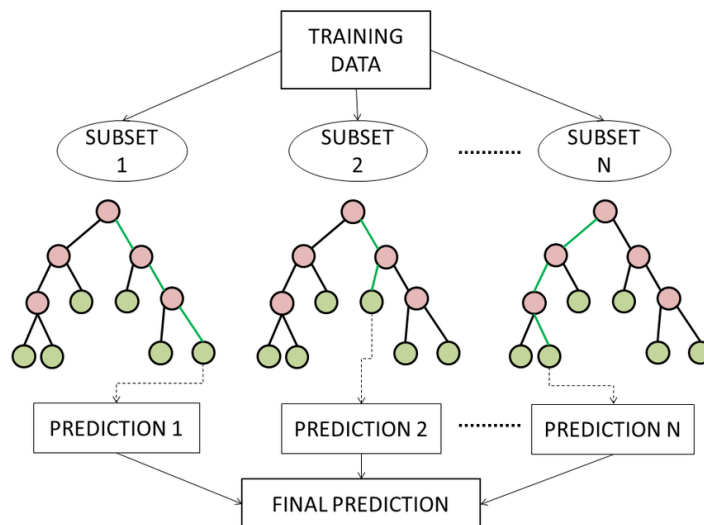 TRAINING
DATA
SUBSET
1
SUBSET
2
SUBSET
N
PREDICTION 1
PREDICTION 2
PREDICTION N
FINAL PREDICTION